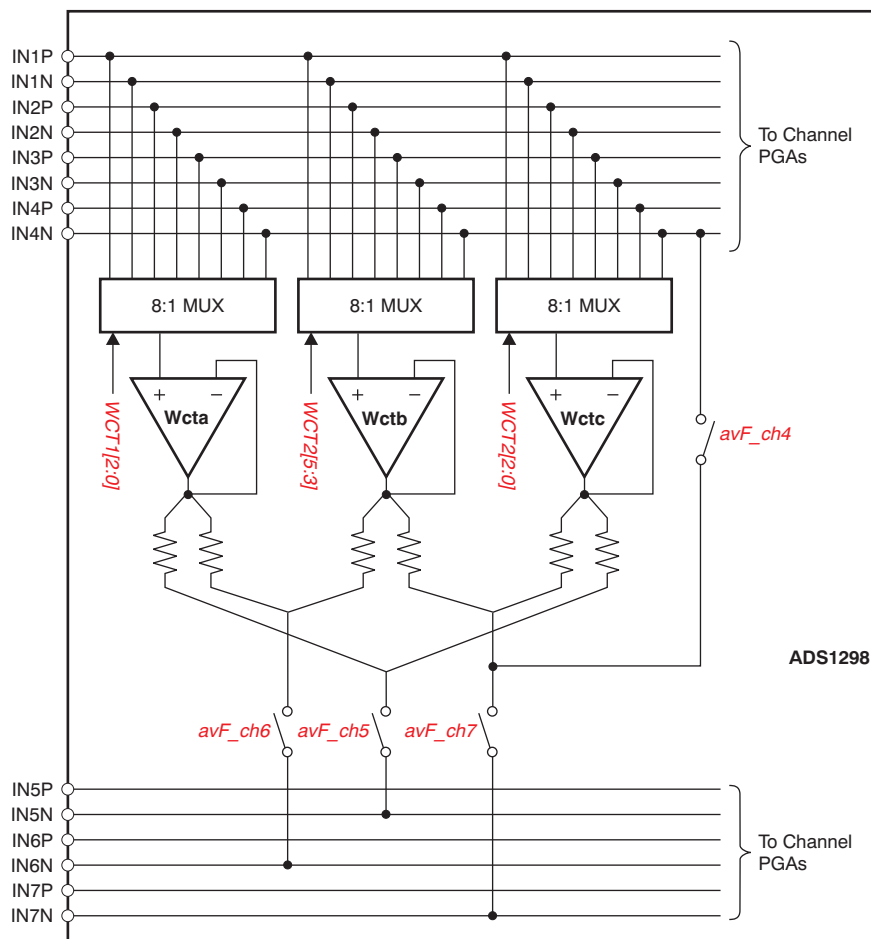 IN1P
IN1N
IN2P
IN2N
IN3P
IN3N
IN4P
IN4N
To Channel
PGAs
8:1 MUX
8:1 MUX
8:1 MUX
+ −
Wcta
+ −
Wctb
+ −
Wctc
WCT1[2:0]
WCT2[5:3]
WCT2[2:0]
avF_ch4
ADS1298
avF_ch6
avF_ch5
avF_ch7
IN5P
IN5N
IN6P
IN6N
IN7P
IN7N
To Channel
PGAs